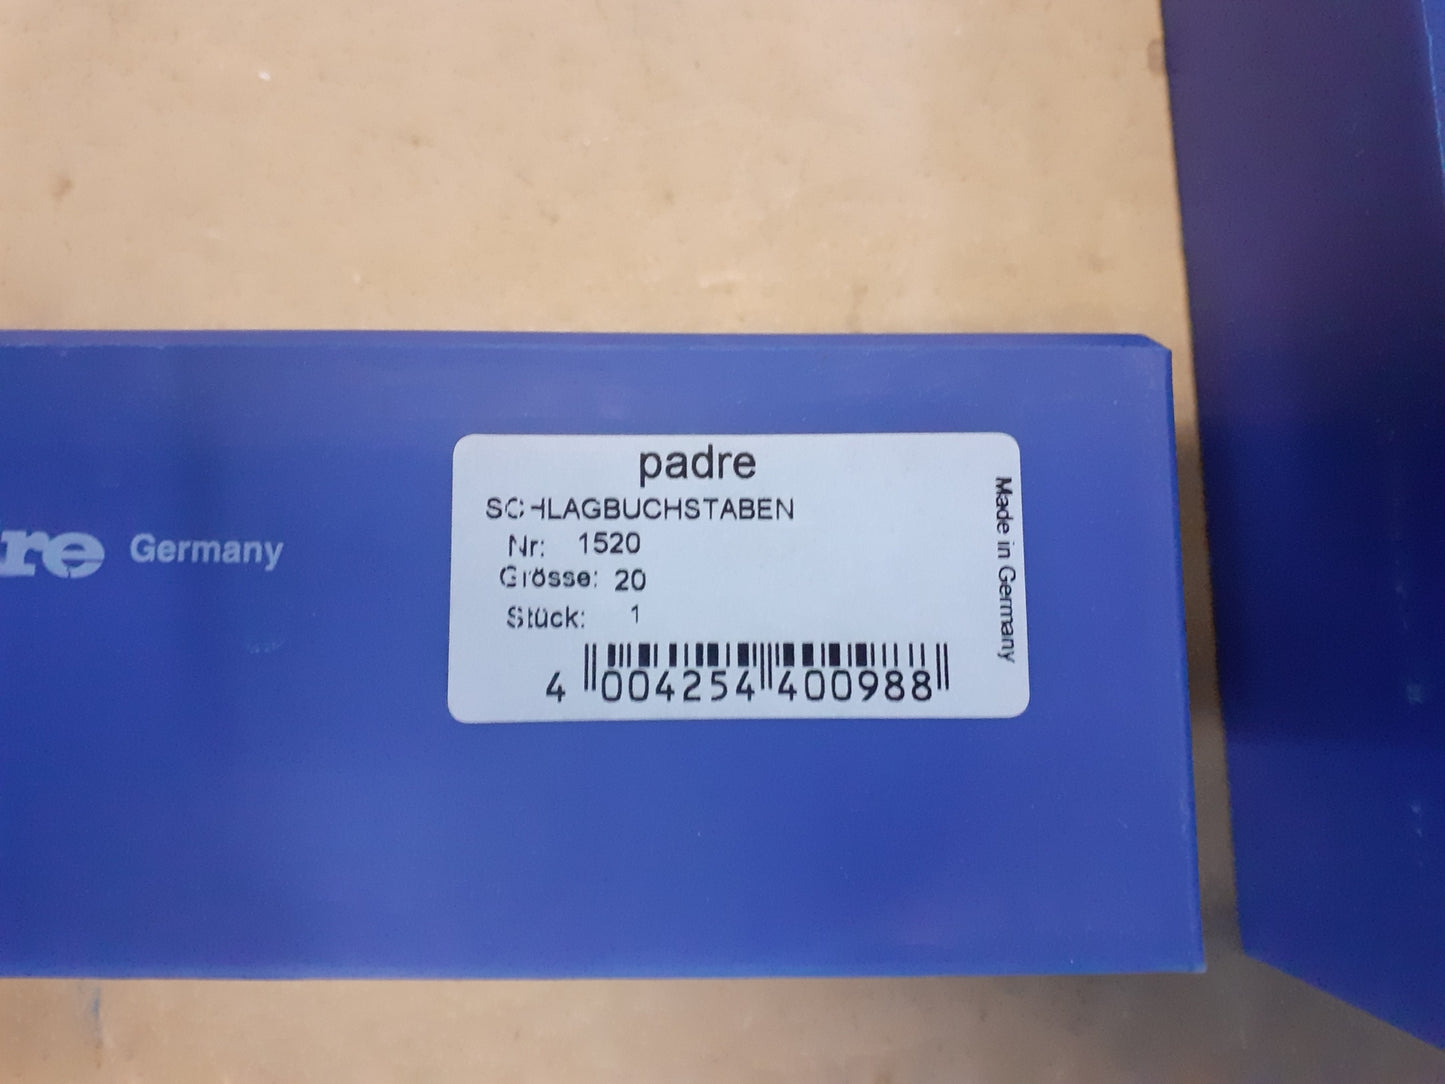 re Germany
padre
SCHLAGBUCHSTABEN
Nr: 1520
Grösse: 20
Stück: 1
4 004254 400988
Made in Germany